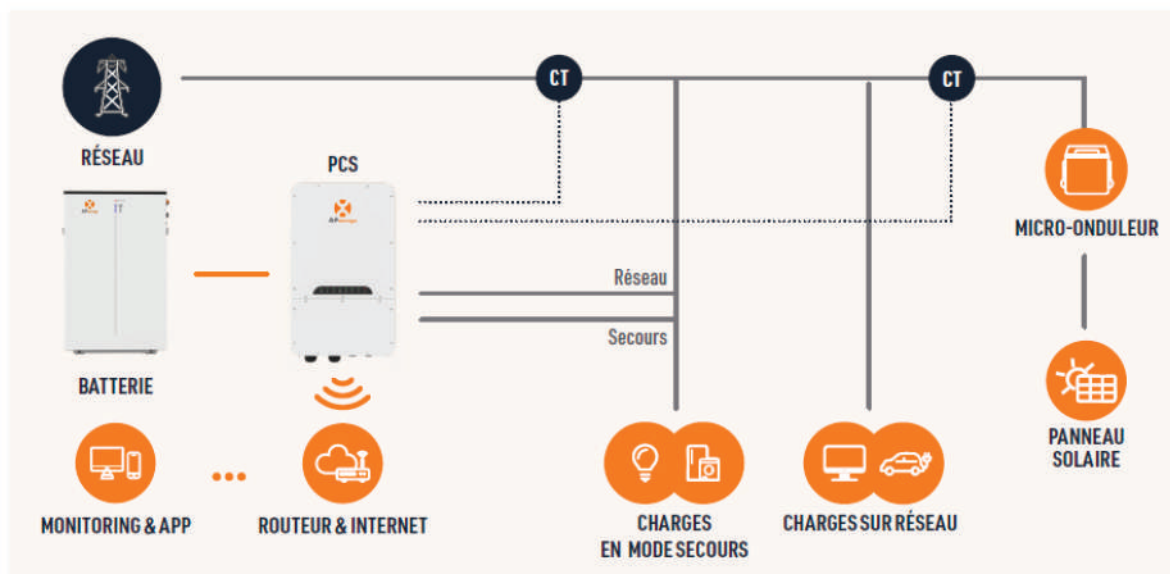 CT
CT
RÉSEAU
PCS
MICRO-ONDULEUR
Réseau
Secours
BATTERIE
PANNEAU
SOLAIRE
MONITORING & APP
ROUTEUR & INTERNET
CHARGES
EN MODE SECOURS
CHARGES SUR RÉSEAU